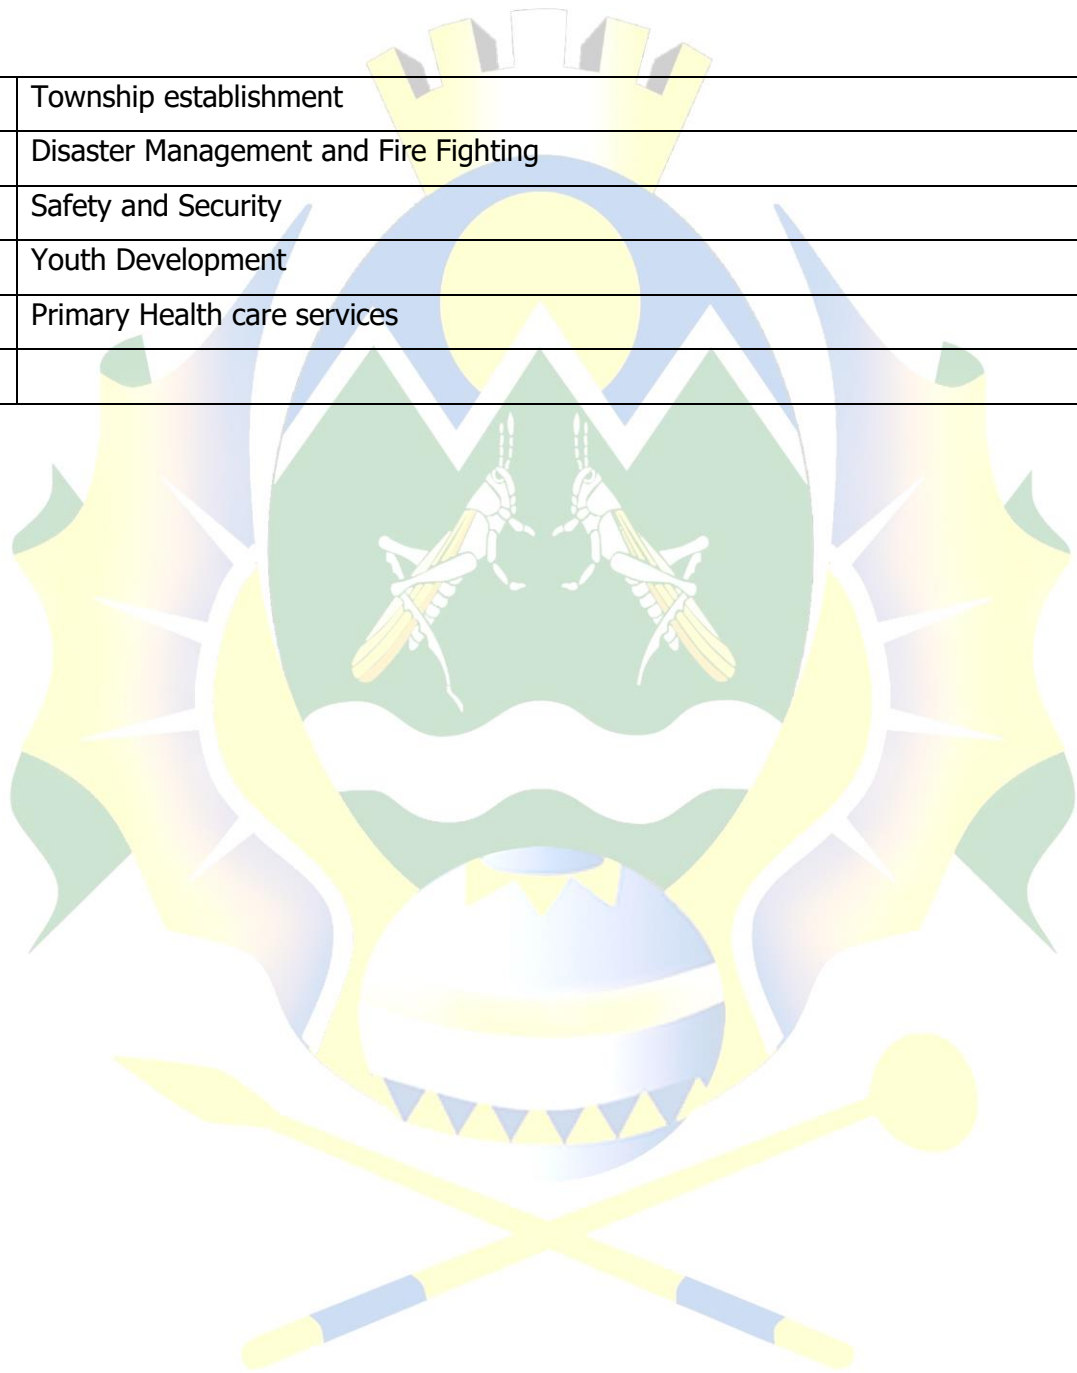 Township establishment
Disaster Management and Fire Fighting
Safety and Security
Youth Development
Primary Health care services